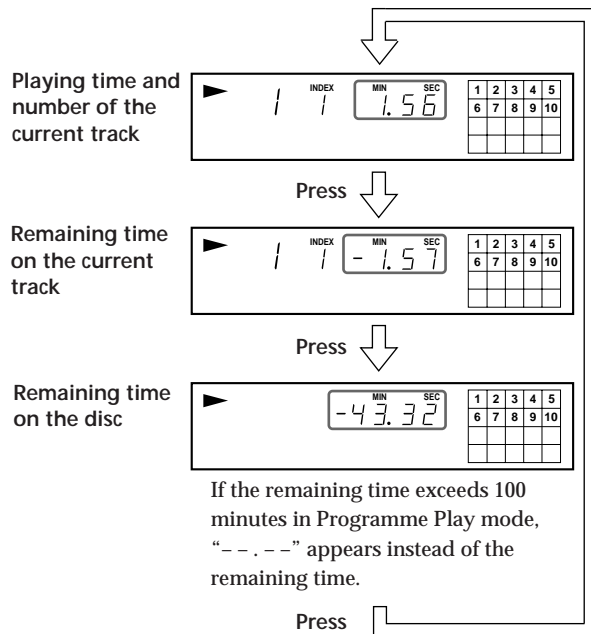 Playing time and
number of the
current track
INDEX MIN SEC
1 1 1.56
1 2 3 4 5
6 7 8 9 10
Press
Remaining time
on the current
track
INDEX MIN SEC
1 1 - 1.57
1 2 3 4 5
6 7 8 9 10
Press
Remaining time
on the disc
MIN SEC
-43.32
1 2 3 4 5
6 7 8 9 10
If the remaining time exceeds 100
minutes in Programme Play mode,
“– – . – –” appears instead of the
remaining time.
Press